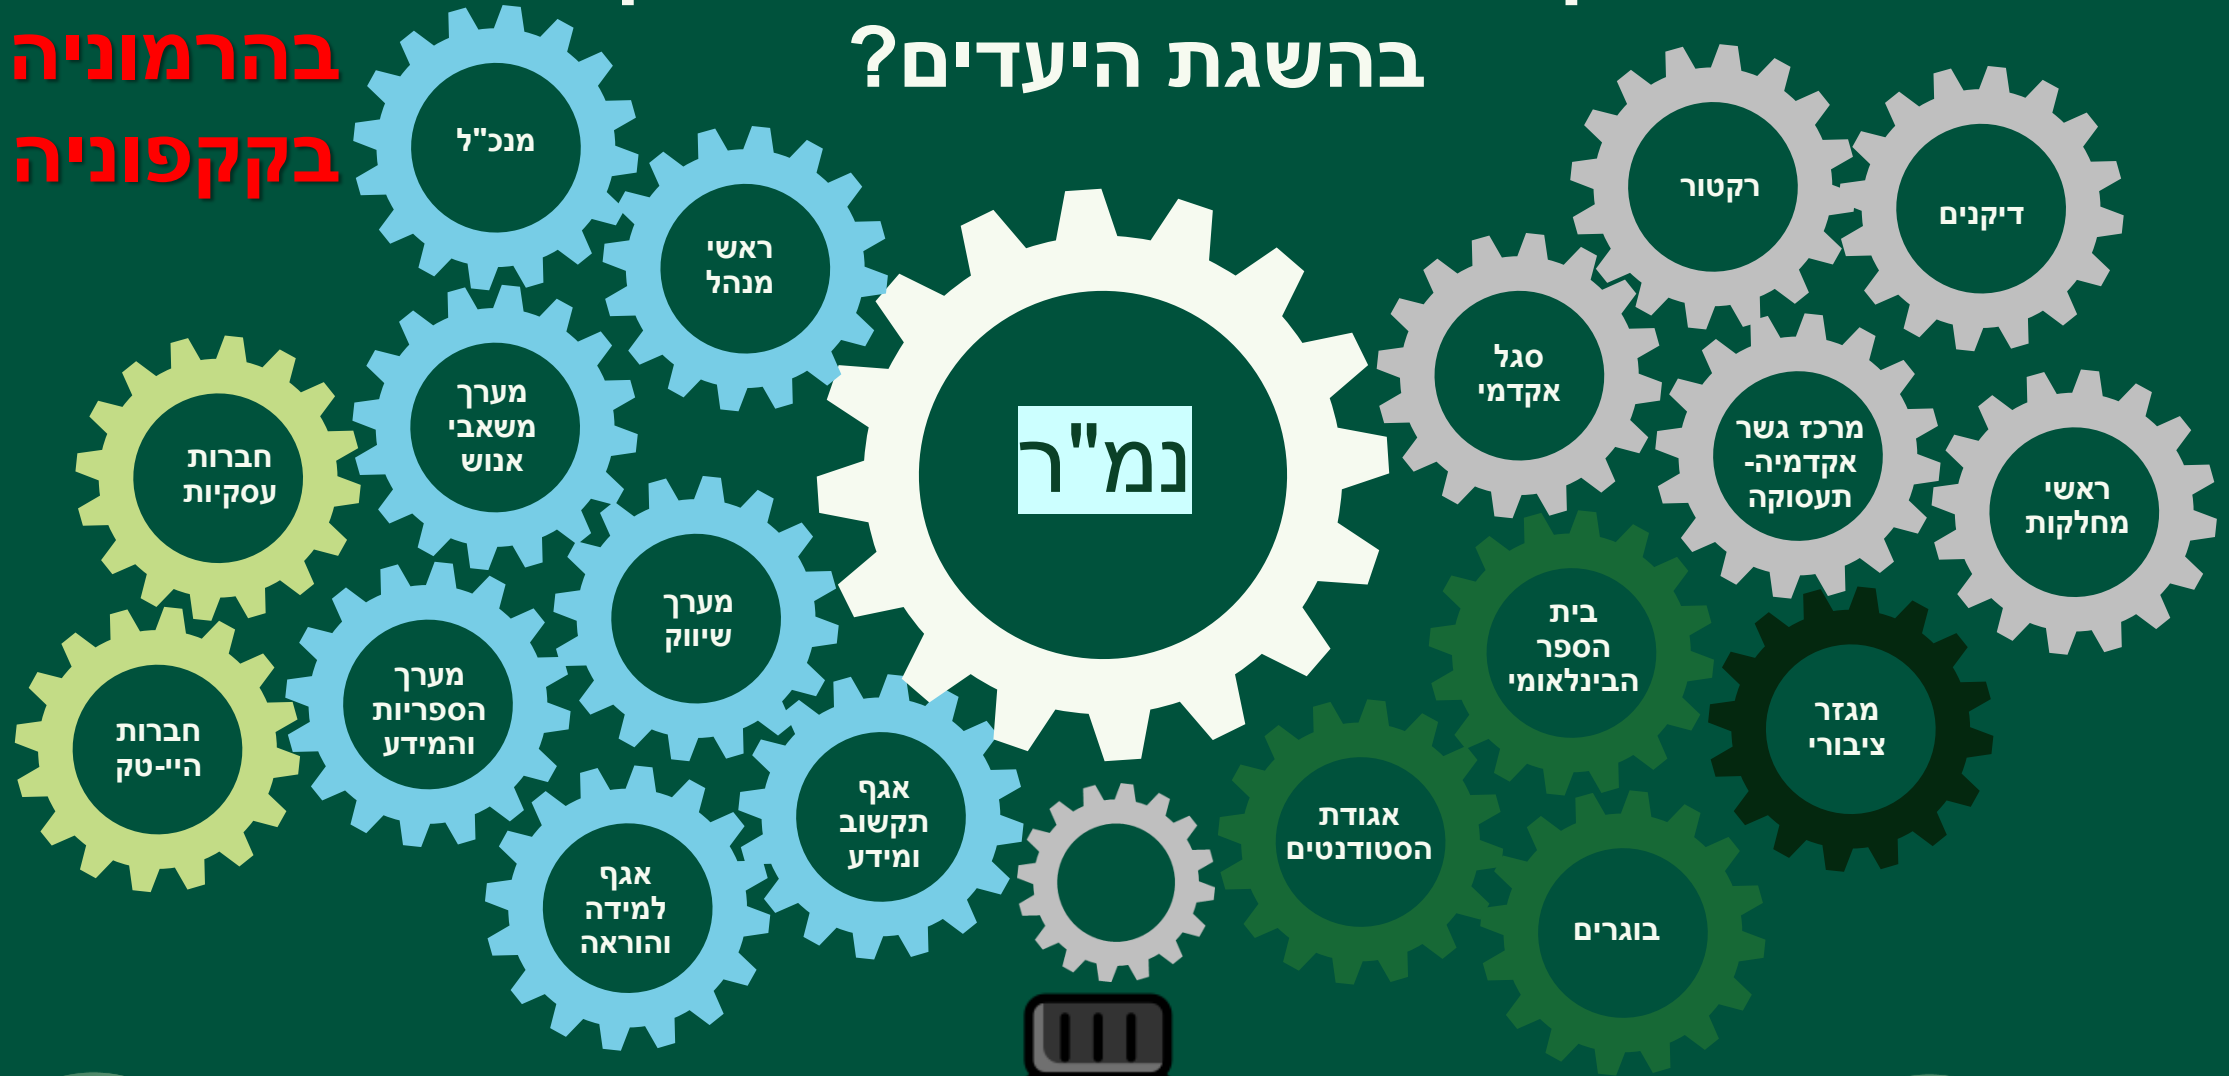 בהשגת היעדים?
בהרמוניה
בקקפוניה
נמ"ר
דיקנים
רקטור
סגל
אקדמי
מרכז גשר
אקדמיה-
תעסוקה
ראשי
מחלקות
בית
הספר
הבינלאומי
מגזר
ציבורי
אגודת
הסטודנטים
בוגרים
מנכ"ל
ראשי
מנהל
מערך
משאבי
אנוש
מערך
שיווק
מערך
הספריות
והמידע
אגף
תקשוב
ומידע
אגף
למידה
והוראה
חברות
עסקיות
חברות
היי-טק